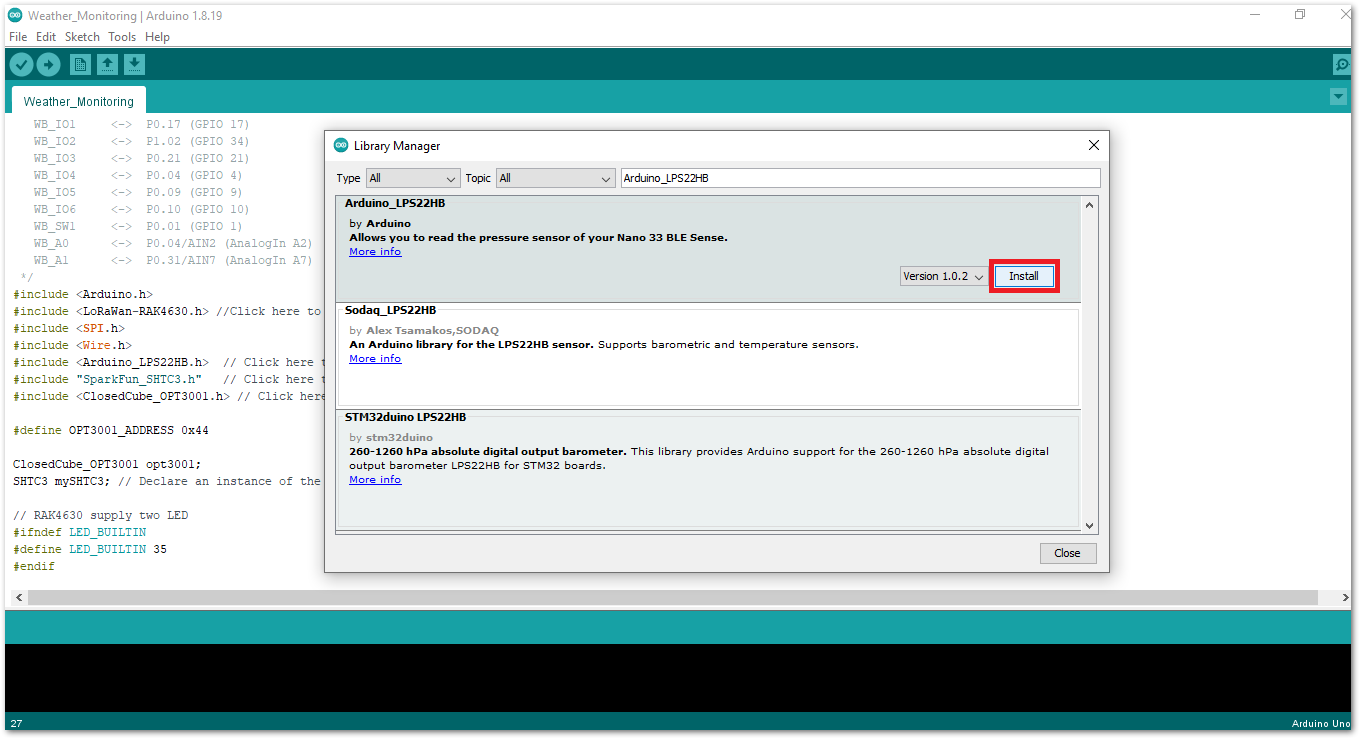 Weather_Monitoring | Arduino 1.8.19
File Edit Sketch Tools Help
Weather_Monitoring
WB_IO1 <-> P0.17 (GPIO 17)
WB_IO2 <-> P1.02 (GPIO 34)
WB_IO3 <-> P0.21 (GPIO 21)
WB_IO4 <-> P0.04 (GPIO 4)
WB_IO5 <-> P0.09 (GPIO 9)
WB_IO6 <-> P0.10 (GPIO 10)
WB_SW1 <-> P0.01 (GPIO 1)
WB_A0 <-> P0.04/AIN2 (AnalogIn A2)
WB_A1 <-> P0.31/AIN7 (AnalogIn A7)
*/
#include <Arduino.h>
#include <LoRaWan-RAK4630.h> //Click here to
#include <SPI.h>
#include <Wire.h>
#include <Arduino_LPS22HB.h> // Click here t
#include "SparkFun_SHTC3.h" // Click here t
#include <ClosedCube_OPT3001.h> // Click here
#define OPT3001_ADDRESS 0x44
ClosedCube_OPT3001 opt3001;
SHTC3 mySHTC3; // Declare an instance of the
// RAK4630 supply two LED
#ifndef LED_BUILTIN
#define LED_BUILTIN 35
#endif
Library Manager
Type All Topic All Arduino_LPS22HB
Arduino_LPS22HB
by Arduino
Allows you to read the pressure sensor of your Nano 33 BLE Sense.
More info
Version 1.0.2 Install
Sodaq_LPS22HB
by Alex Tsamakos,SODAQ
An Arduino library for the LPS22HB sensor. Supports barometric and temperature sensors.
More info
STM32duino LPS22HB
by stm32duino
260-1260 hPa absolute digital output barometer. This library provides Arduino support for the 260-1260 hPa absolute digital
output barometer LPS22HB for STM32 boards.
More info
Close
27
Arduino Uno